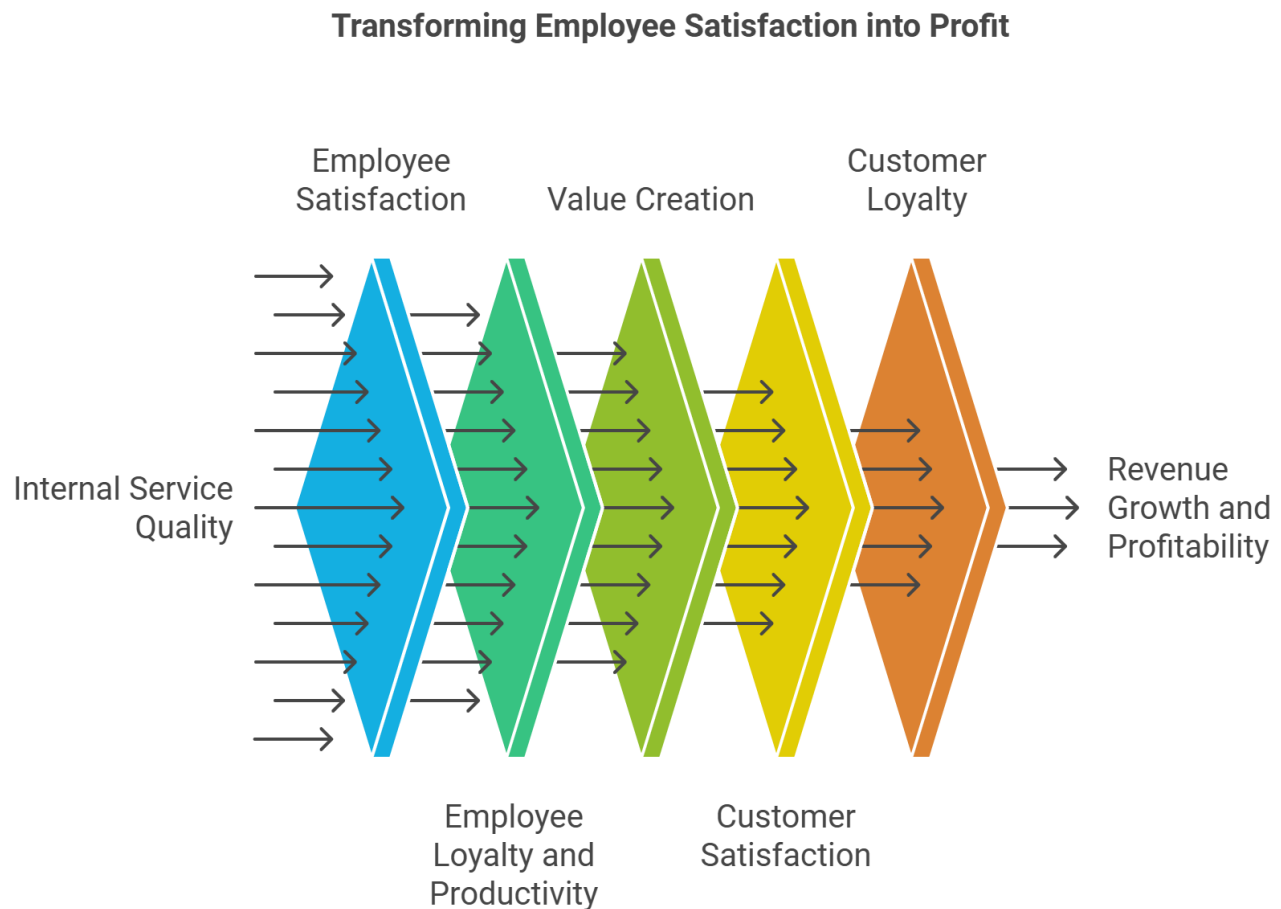 Transforming Employee Satisfaction into Profit
Employee
Satisfaction
Value Creation
Customer
Loyalty
Internal Service
Quality
Revenue
Growth and
Profitability
Employee
Loyalty and
Productivity
Customer
Satisfaction